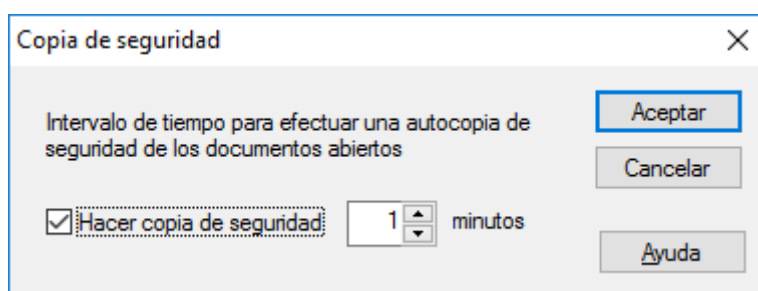 Copia de seguridad
Intervalo de tiempo para efectuar una autocopia de
seguridad de los documentos abiertos
Aceptar
Cancelar
Hacer copia de seguridad 1 minutos
Ayuda